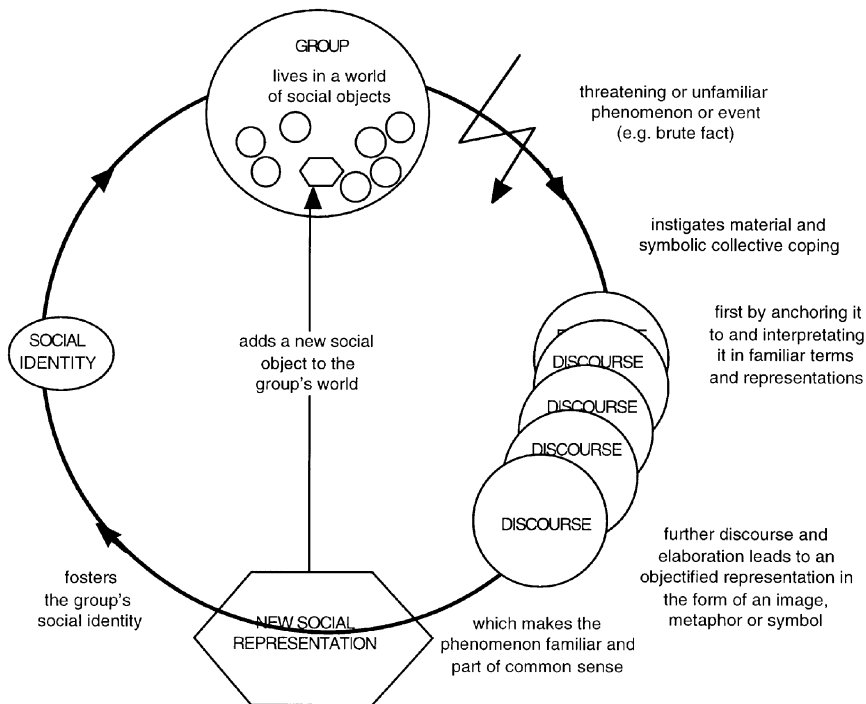 GROUP
lives in a world
of social objects
threatening or unfamiliar
phenomenon or event
(e.g. brute fact)
instigates material and
symbolic collective coping
first by anchoring it
to and interpretating
it in familiar terms
and representations
DISCOURSE
DISCOURSE
DISCOURSE
DISCOURSE
further discourse and
elaboration leads to an
objectified representation in
the form of an image,
metaphor or symbol
which makes the
phenomenon familiar and
part of common sense
NEW SOCIAL
REPRESENTATION
adds a new social
object to the
group's world
fosters
the group's
social identity
SOCIAL
IDENTITY